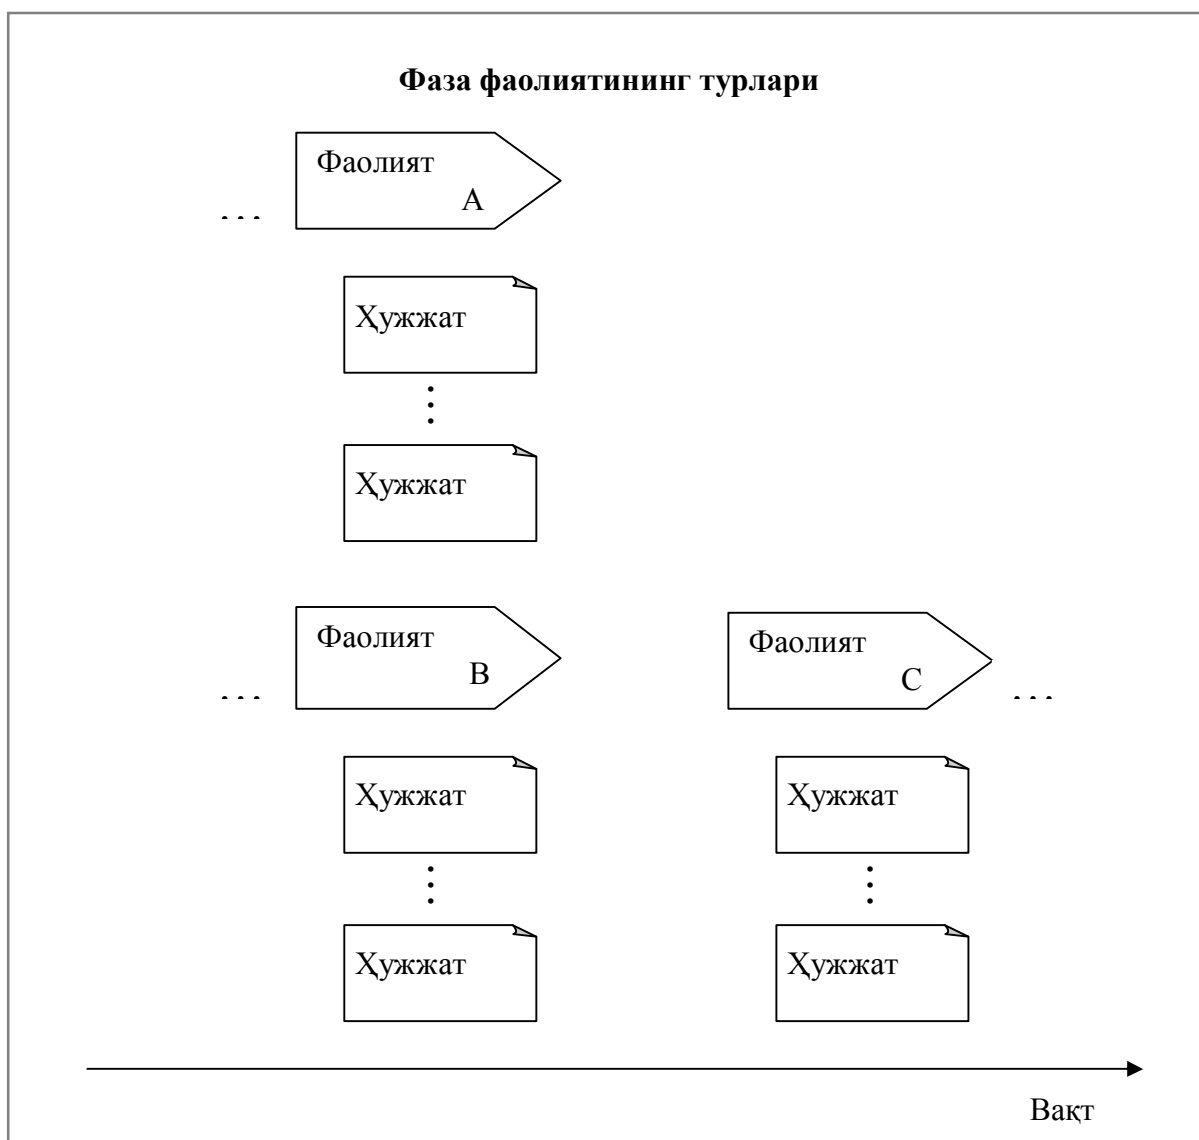 Фаза фаолиятининг турлари
Фаолият
А
. . .
Ҳужжат
Ҳужжат
Фаолият
В
. . .
Ҳужжат
Ҳужжат
Фаолият
С
. . .
Ҳужжат
Ҳужжат
Вақт